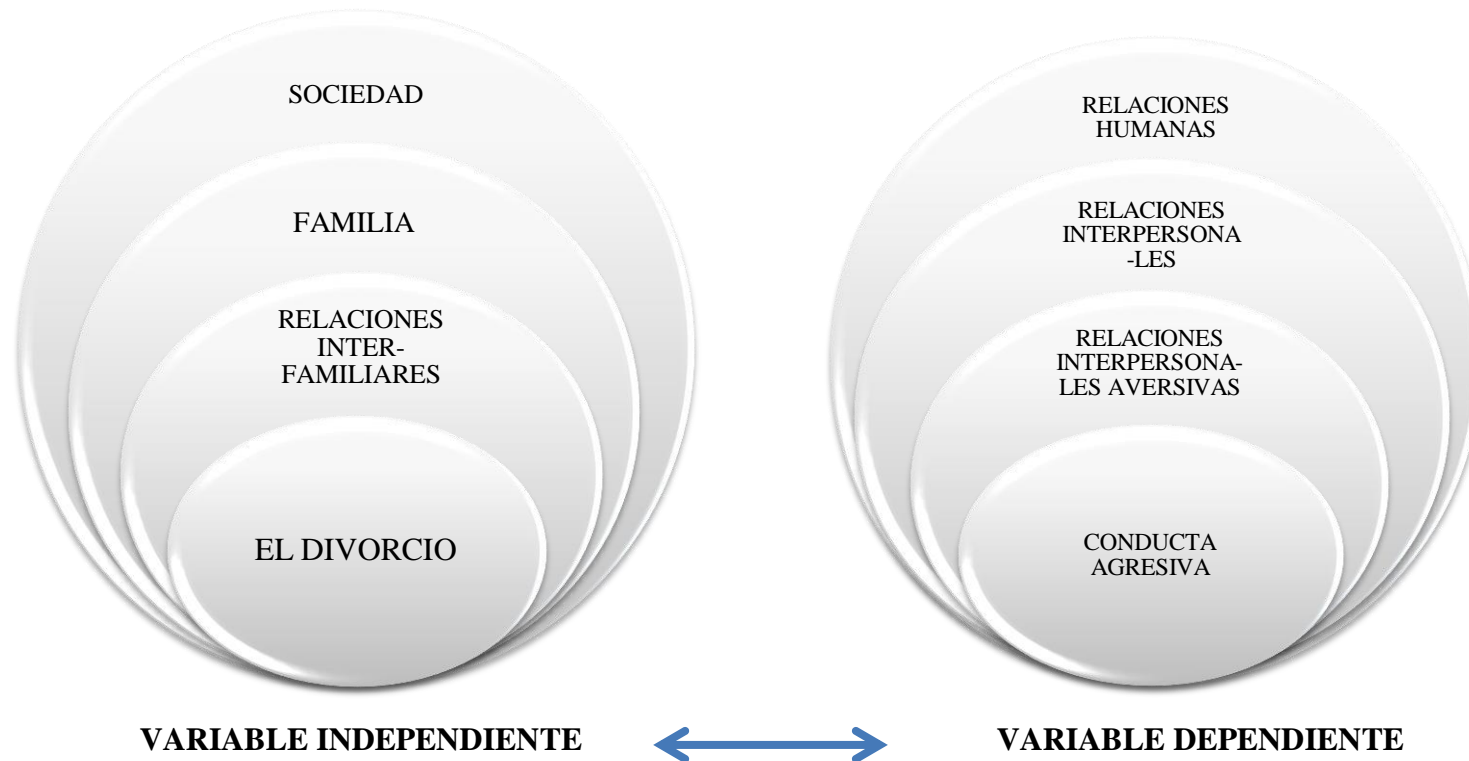 SOCIEDAD
FAMILIA
RELACIONES
INTER-
FAMILIARES
EL DIVORCIO
RELACIONES
HUMANAS
RELACIONES
INTERPERSONA
-LES
RELACIONES
INTERPERSONA-
LES AVERSIVAS
CONDUCTA
AGRESIVA
VARIABLE INDEPENDIENTE
VARIABLE DEPENDIENTE